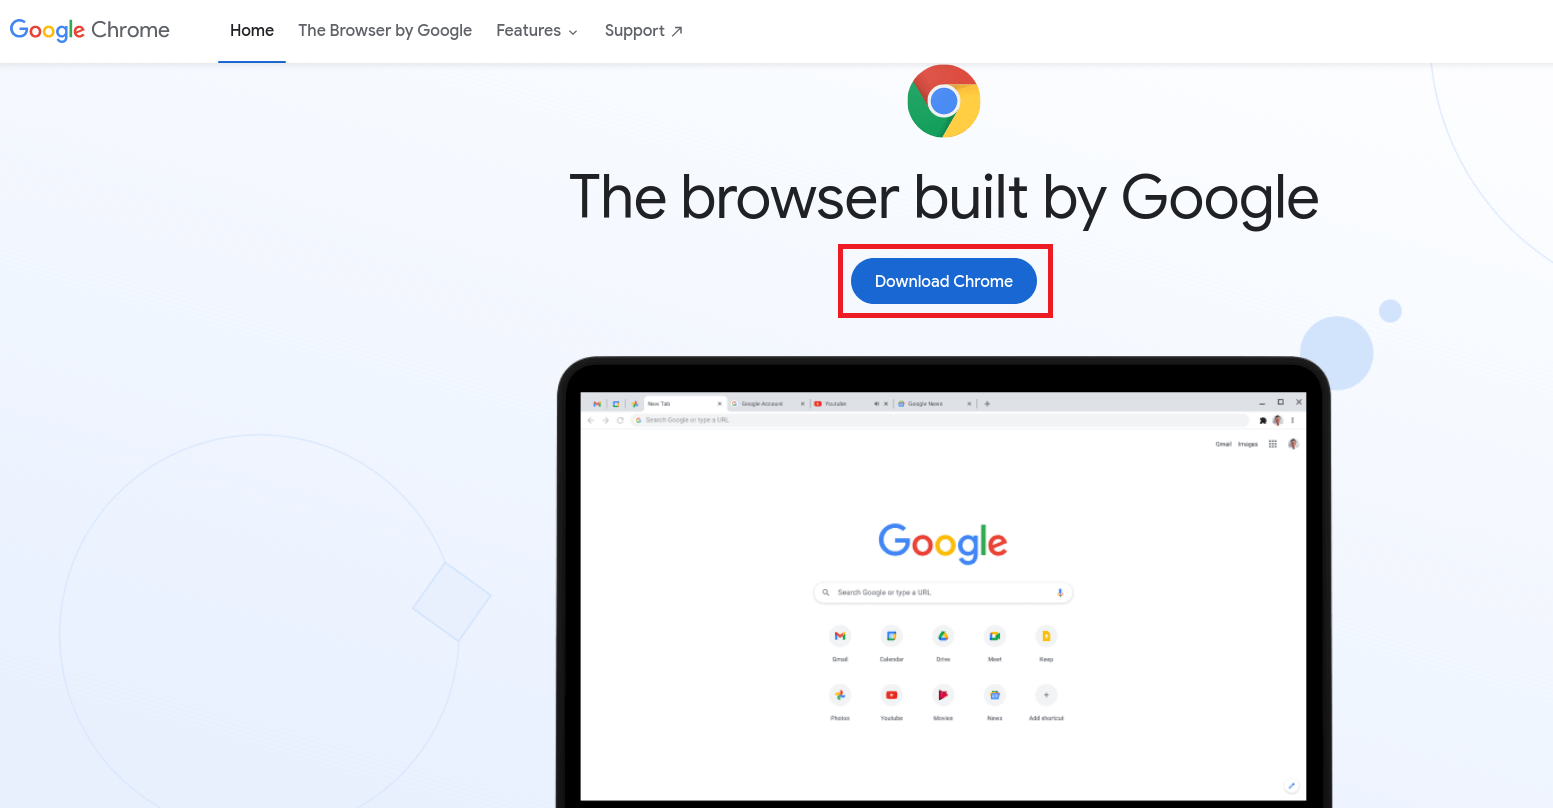 Google Chrome
Home
The Browser by Google
Features
Support
The browser built by Google
Download Chrome
New Tab
Google Account
Youtube
Google News
Search Google or type a URL
Gmail Images
Google
Search Google or type a URL
Gmail Calendar Drive Meet Keep
Photos Youtube Movies News Add shortcut